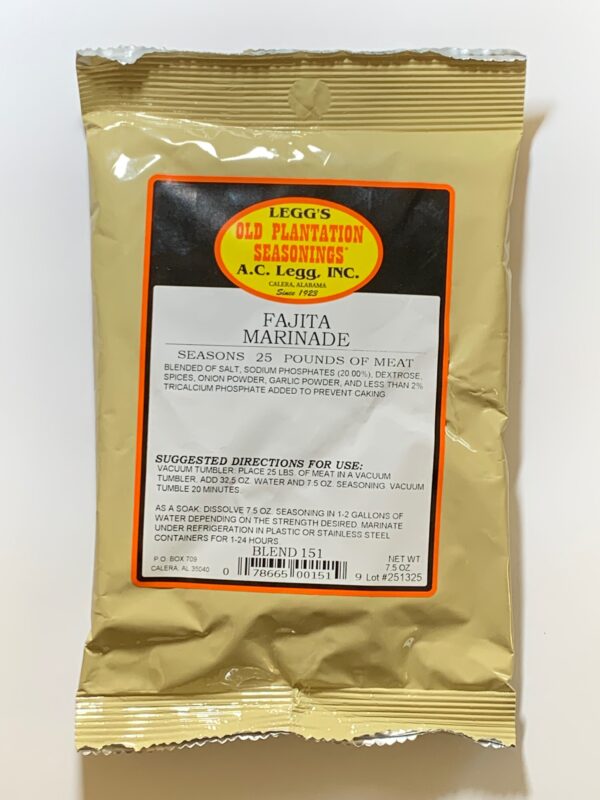 LEGG'S
OLD PLANTATION
SEASONINGS
A.C. Legg, INC.
CALERA, ALABAMA
Since 1923
FAJITA
MARINADE
SEASONS 25 POUNDS OF MEAT
BLENDED OF SALT, SODIUM PHOSPHATES (20.00%), DEXTROSE,
SPICES, ONION POWDER, GARLIC POWDER, AND LESS THAN 2%
TRICALCIUM PHOSPHATE ADDED TO PREVENT CAKING
SUGGESTED DIRECTIONS FOR USE:
VACUUM TUMBLER: PLACE 25 LBS. OF MEAT IN A VACUUM
TUMBLER. ADD 32.5 OZ. WATER AND 7.5 OZ. SEASONING. VACUUM
TUMBLE 20 MINUTES
AS A SOAK: DISSOLVE 7.5 OZ. SEASONING IN 1-2 GALLONS OF
WATER DEPENDING ON THE STRENGTH DESIRED. MARINATE
UNDER REFRIGERATION IN PLASTIC OR STAINLESS STEEL
CONTAINERS FOR 1-24 HOURS
BLEND 151
P.O. BOX 709
CALERA, AL 35040
0 78665 00151 9
NET WT
7.5 OZ
Lot #251325